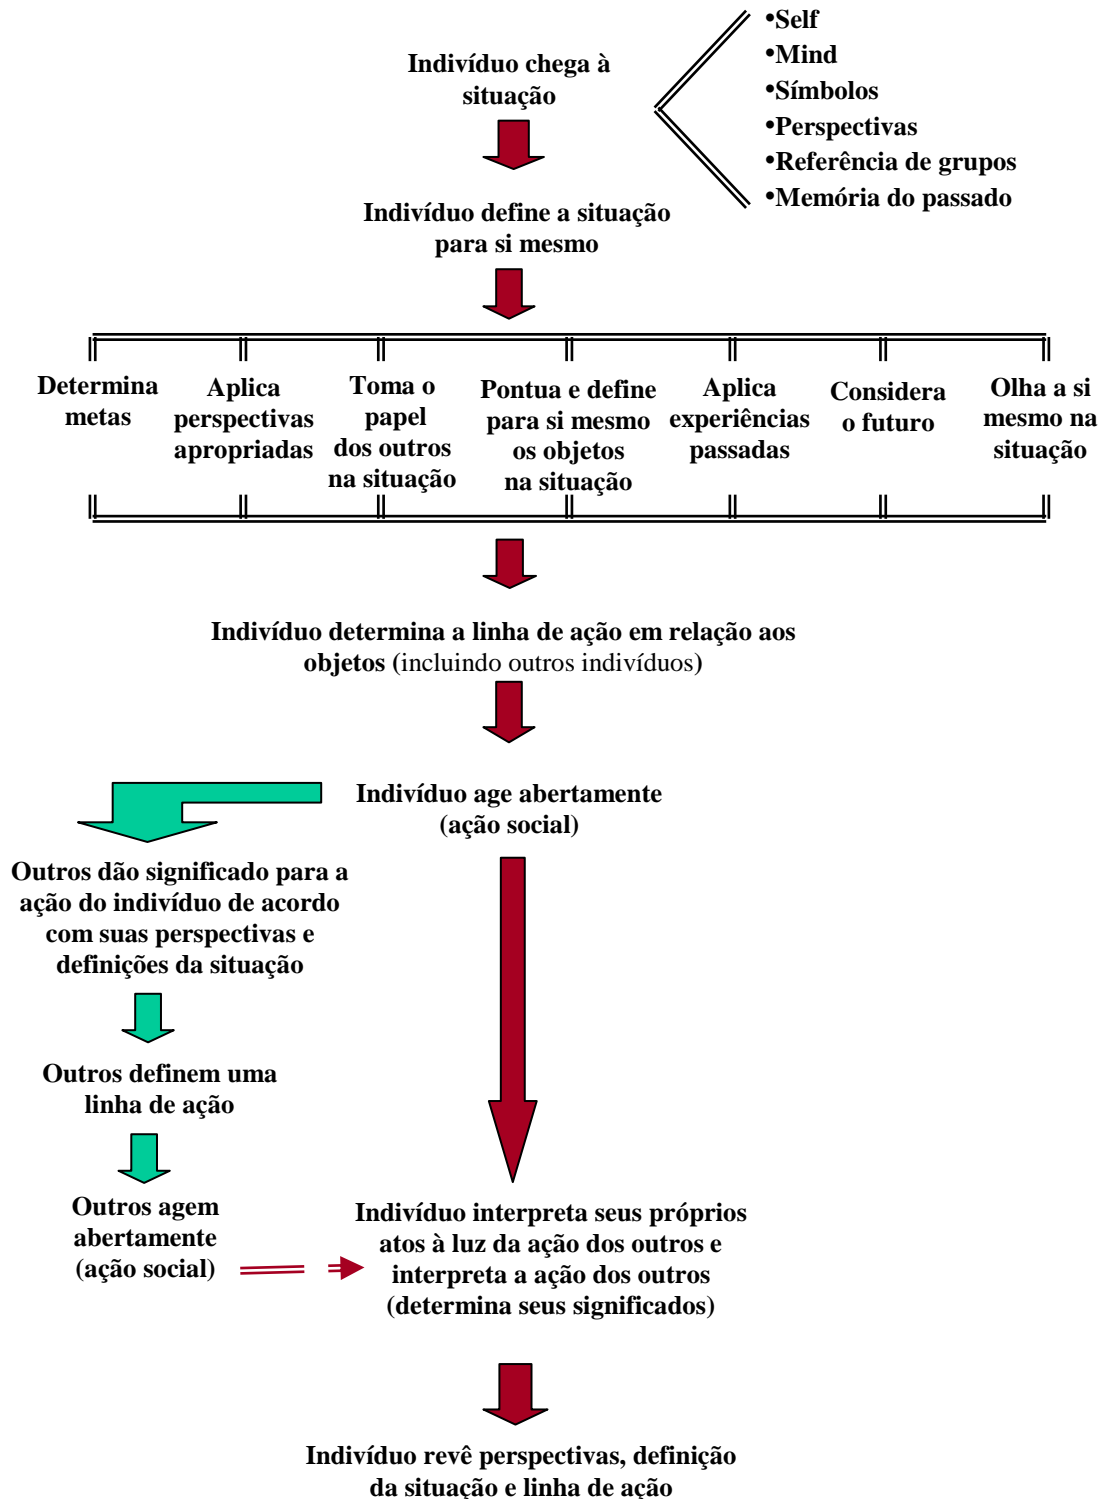 Indivíduo chega à
situação
•Self
•Mind
•Símbolos
•Perspectivas
•Referência de grupos
•Memória do passado
Indivíduo define a situação
para si mesmo
Determina
metas
Aplica
perspectivas
apropriadas
Toma o
papel
dos outros
na situação
Pontua e define
para si mesmo
os objetos
na situação
Aplica
experiências
passadas
Considera
o futuro
Olha a si
mesmo na
situação
Indivíduo determina a linha de ação em relação aos
objetos (incluindo outros indivíduos)
Indivíduo age abertamente
(ação social)
Outros dão significado para a
ação do indivíduo de acordo
com suas perspectivas e
definições da situação
Outros definem uma
linha de ação
Outros agem
abertamente
(ação social)
Indivíduo interpreta seus próprios
atos à luz da ação dos outros e
interpreta a ação dos outros
(determina seus significados)
Indivíduo revê perspectivas, definição
da situação e linha de ação